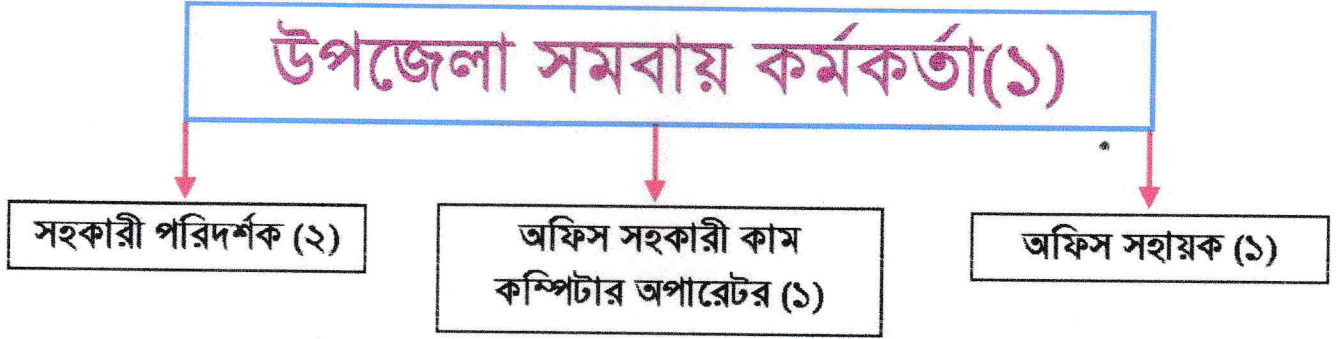 উপজেলা সমবায় কর্মকর্তা(১)
সহকারী পরিদর্শক (২)
অফিস সহকারী কাম
কম্পিটার অপারেটর (১)
অফিস সহায়ক (১)